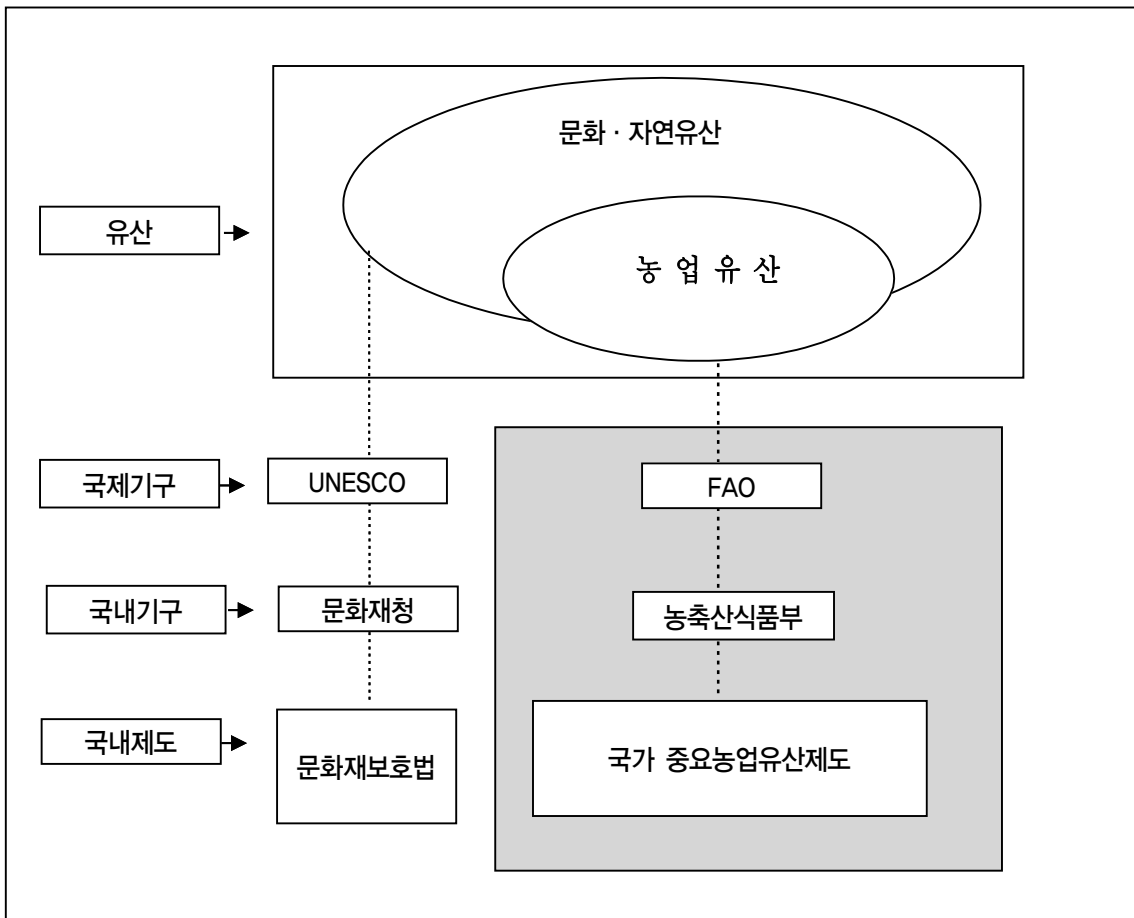 문화 · 자연유산
유산
농 업 유 산
국제기구
UNESCO
FAO
국내기구
문화재청
농축산식품부
국내제도
문화재보호법
국가 중요농업유산제도